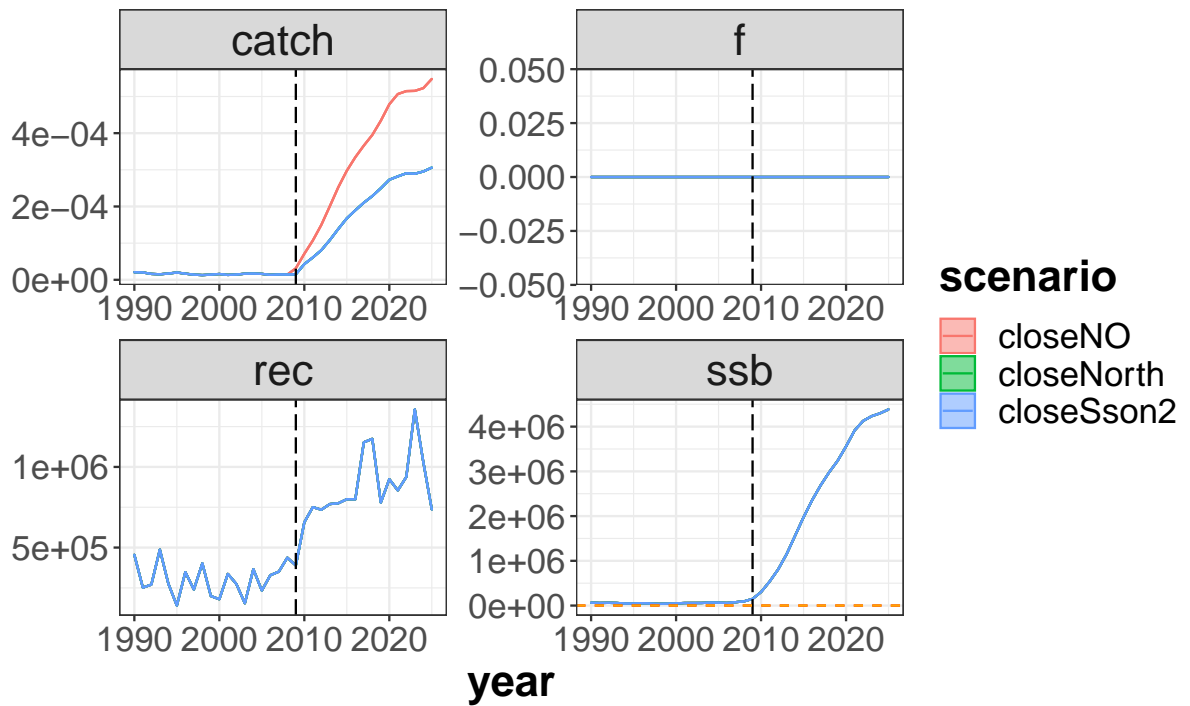 catch
f
4e−04
2e−04
0e+00
1990 2000 2010 2020
0.050
0.025
0.000
−0.025
−0.050
1990 2000 2010 2020
rec
ssb
1e+06
5e+05
1990 2000 2010 2020
4e+06
3e+06
2e+06
1e+06
0e+00
1990 2000 2010 2020
year
scenario
closeNO
closeNorth
closeSson2